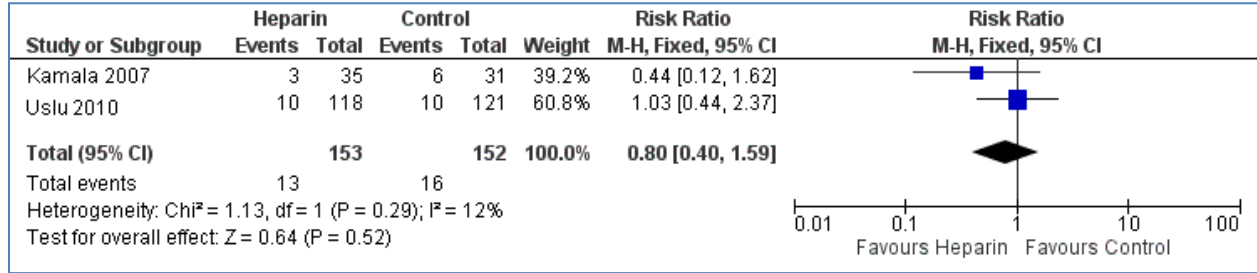 Heparin Control Risk Ratio Risk Ratio
Study or Subgroup Events Total Events Total Weight M-H, Fixed, 95% CI M-H, Fixed, 95% CI
Kamala 2007 3 35 6 31 39.2% 0.44 [0.12, 1.62]
Uslu 2010 10 118 10 121 60.8% 1.03 [0.44, 2.37]
Total (95% CI) 153 152 100.0% 0.80 [0.40, 1.59]
Total events 13 16
Heterogeneity: Chi² = 1.13, df = 1 (P = 0.29); I² = 12%
Test for overall effect: Z = 0.64 (P = 0.52)
0.01 0.1 1 10 100
Favours Heparin Favours Control